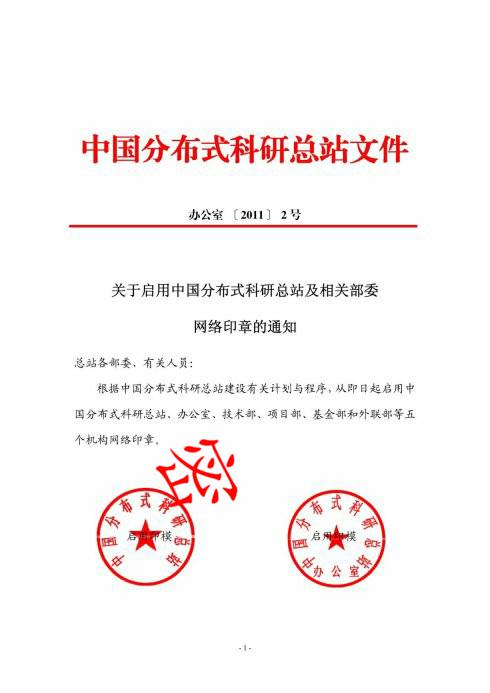 中国分布式科研总站文件
办公室 〔2011〕 2号
关于启用中国分布式科研总站及相关部委
网络印章的通知
总站各部委、有关人员：
根据中国分布式科研总站建设有关计划与程序，从即日起启用中
国分布式科研总站、办公室、技术部、项目部、基金部和外联部等五
个机构网络印章。
密
中国分布式科研总站
启用印模
中国分布式科研总站
启用印模
办公室
- 1 -